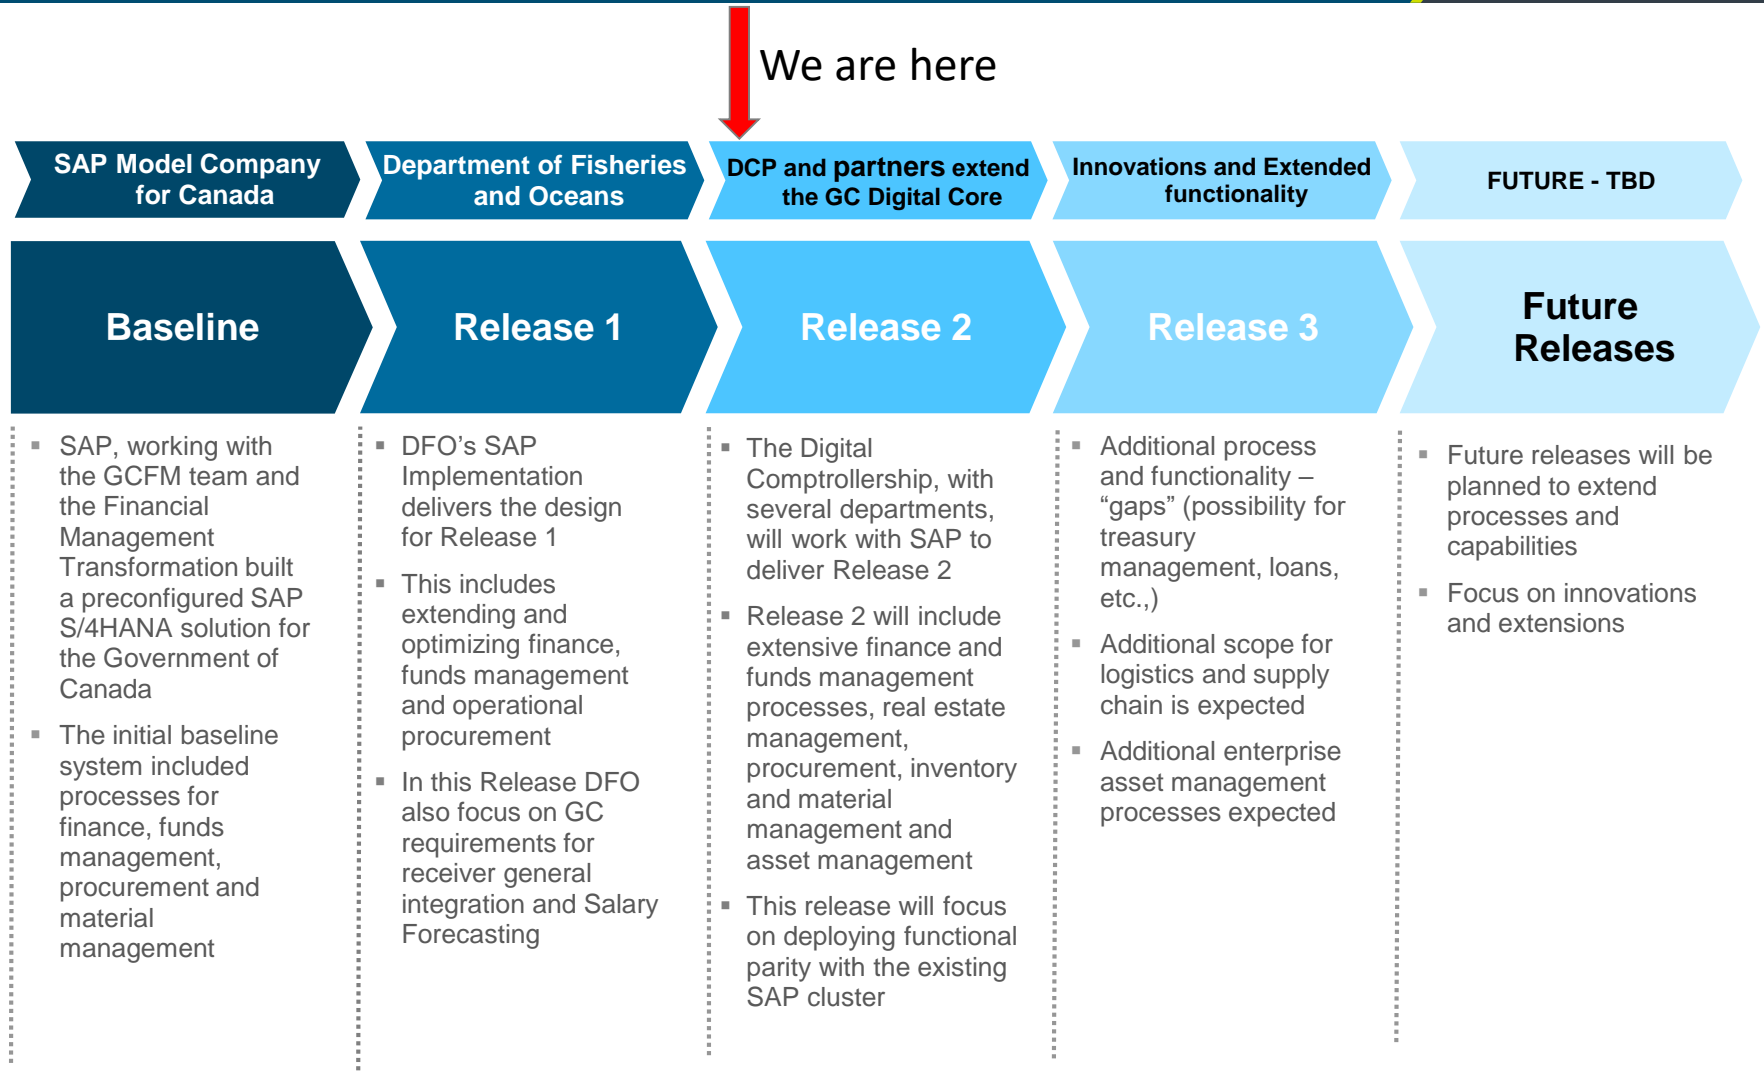 We are here
SAP Model Company
for Canada
Department of Fisheries
and Oceans
DCP and partners extend
the GC Digital Core
Innovations and Extended
functionality
FUTURE - TBD
Baseline
Release 1
Release 2
Release 3
Future
Releases
▪ SAP, working with
the GCFM team and
the Financial
Management
Transformation built
a preconfigured SAP
S/4HANA solution for
the Government of
Canada
▪ The initial baseline
system included
processes for
finance, funds
management,
procurement and
material
management
▪ DFO’s SAP
Implementation
delivers the design
for Release 1
▪ This includes
extending and
optimizing finance,
funds management
and operational
procurement
▪ In this Release DFO
also focus on GC
requirements for
receiver general
integration and Salary
Forecasting
▪ The Digital
Comptrollership, with
several departments,
will work with SAP to
deliver Release 2
▪ Release 2 will include
extensive finance and
funds management
processes, real estate
management,
procurement, inventory
and material
management and
asset management
▪ This release will focus
on deploying functional
parity with the existing
SAP cluster
▪ Additional process
and functionality –
“gaps” (possibility for
treasury
management, loans,
etc.,)
▪ Additional scope for
logistics and supply
chain is expected
▪ Additional enterprise
asset management
processes expected
▪ Future releases will be
planned to extend
processes and
capabilities
▪ Focus on innovations
and extensions